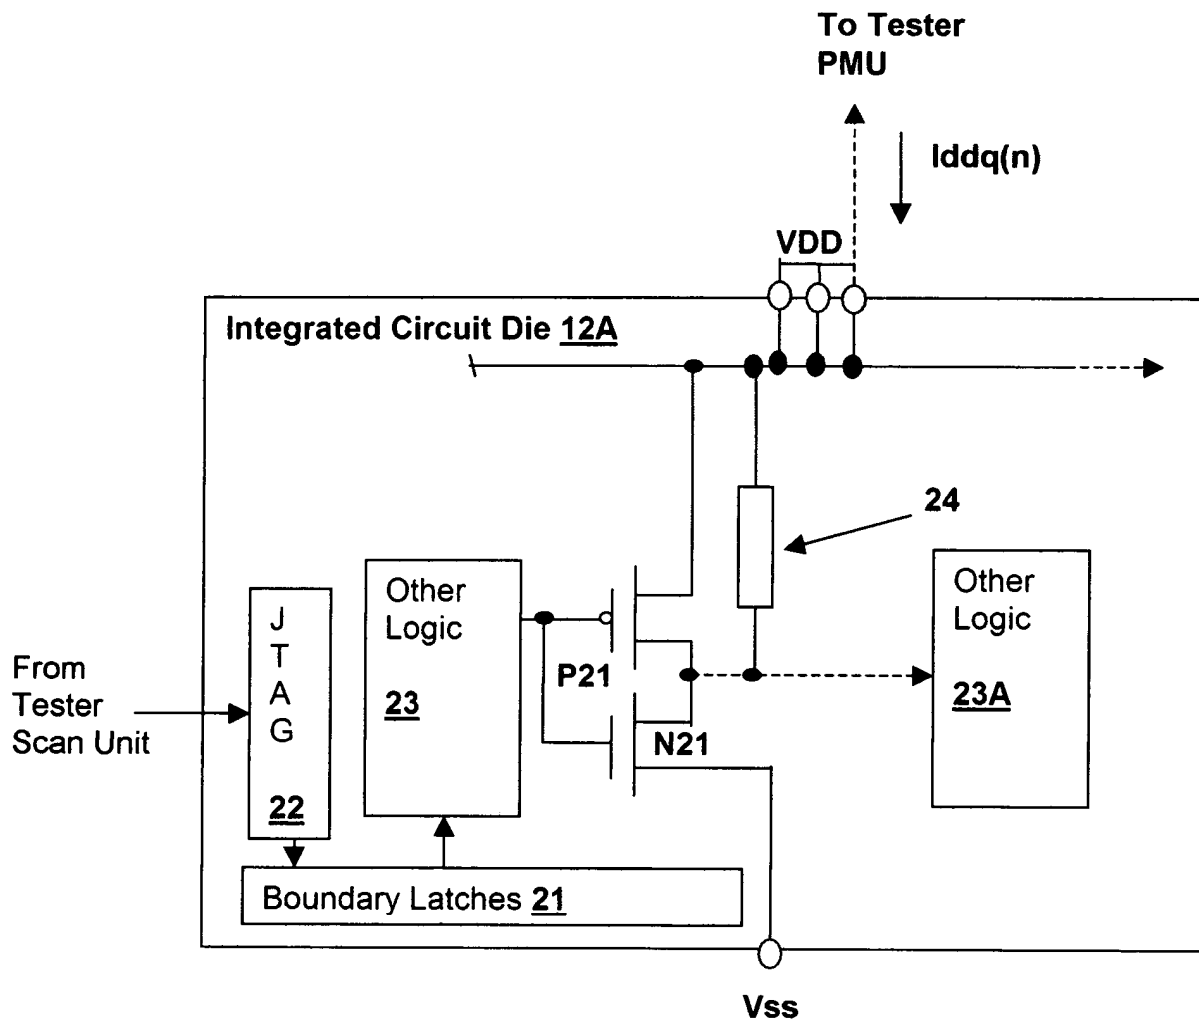 To Tester
PMU
Iddq(n)
VDD
Integrated Circuit Die 12A
24
Other
Logic
23
Other
Logic
23A
J
T
A
G
22
P21
N21
From
Tester
Scan Unit
Boundary Latches 21
Vss